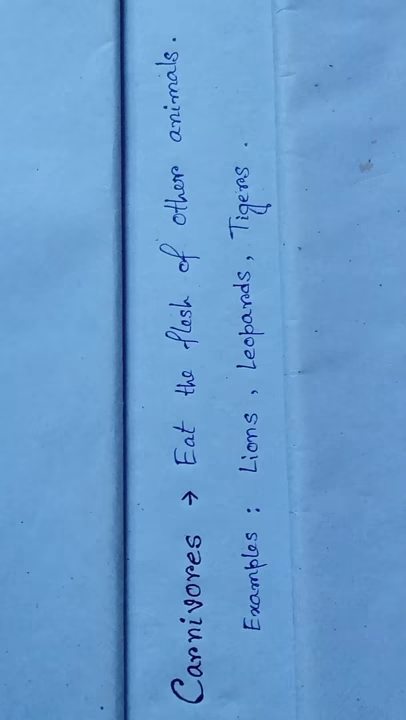 Carnivores → Eat the flesh of other animals.
Examples : Lions , Leopards , Tigers .